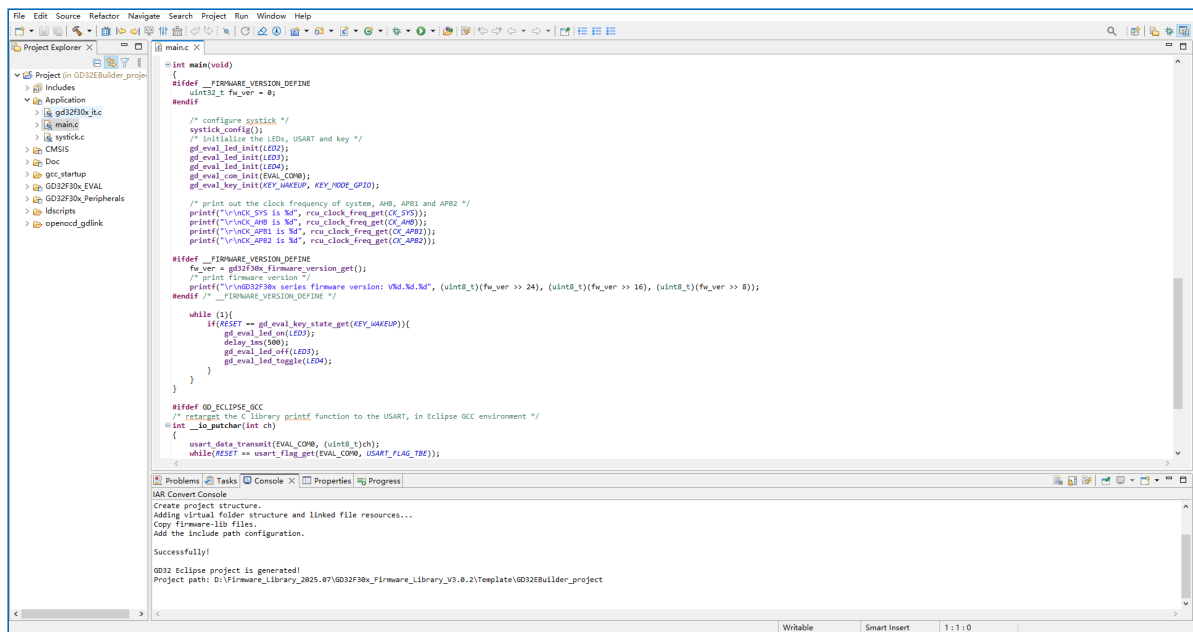 File Edit Source Refactor Navigate Search Project Run Window Help
Project Explorer
Project (in GD32EBuilder_proje
Includes
Application
gd32f30x_it.c
main.c
systick.c
CMSIS
Doc
gcc_startup
GD32F30x_EVAL
GD32F30x_Peripherals
ldscripts
openocd_gdlink
main.c
int main(void)
{
#ifdef __FIRMWARE_VERSION_DEFINE
    uint32_t fw_ver = 0;
#endif
    /* configure systick */
    systick_config();
    /* initialize the LEDs, USART and key */
    gd_eval_led_init(LED2);
    gd_eval_led_init(LED3);
    gd_eval_led_init(LED4);
    gd_eval_com_init(EVAL_COM0);
    gd_eval_key_init(KEY_WAKEUP, KEY_MODE_GPIO);
    /* print out the clock frequency of system, AHB, APB1 and APB2 */
    printf("\r\nCK_SYS is %d", rcu_clock_freq_get(CK_SYS));
    printf("\r\nCK_AHB is %d", rcu_clock_freq_get(CK_AHB));
    printf("\r\nCK_APB1 is %d", rcu_clock_freq_get(CK_APB1));
    printf("\r\nCK_APB2 is %d", rcu_clock_freq_get(CK_APB2));
#ifdef __FIRMWARE_VERSION_DEFINE
    fw_ver = gd32f30x_firmware_version_get();
    /* print firmware version */
    printf("\r\nGD32F30x series firmware version: V%d.%d.%d", (uint8_t)(fw_ver >> 24), (uint8_t)(fw_ver >> 16), (uint8_t)(fw_ver >> 8));
#endif /* __FIRMWARE_VERSION_DEFINE */
    while (1){
        if(RESET == gd_eval_key_state_get(KEY_WAKEUP)){
            gd_eval_led_on(LED3);
            delay_1ms(500);
            gd_eval_led_off(LED3);
            gd_eval_led_toggle(LED4);
        }
    }
}
#ifdef GD_ECLIPSE_GCC
/* retarget the C library printf function to the USART, in Eclipse GCC environment */
int __io_putchar(int ch)
{
    usart_data_transmit(EVAL_COM0, (uint8_t)ch);
    while(RESET == usart_flag_get(EVAL_COM0, USART_FLAG_TBE));
Problems Tasks Console Properties Progress
IAR Convert Console
Create project structure.
Adding virtual folder structure and linked file resources...
Copy firmware-lib files.
Add the include path configuration.
Successfully!
GD32 Eclipse project is generated!
Project path: D:\Firmware_Library_2025.07\GD32F30x_Firmware_Library_V3.0.2\Template\GD32EBuilder_project
Writable Smart Insert 1 : 1 : 0